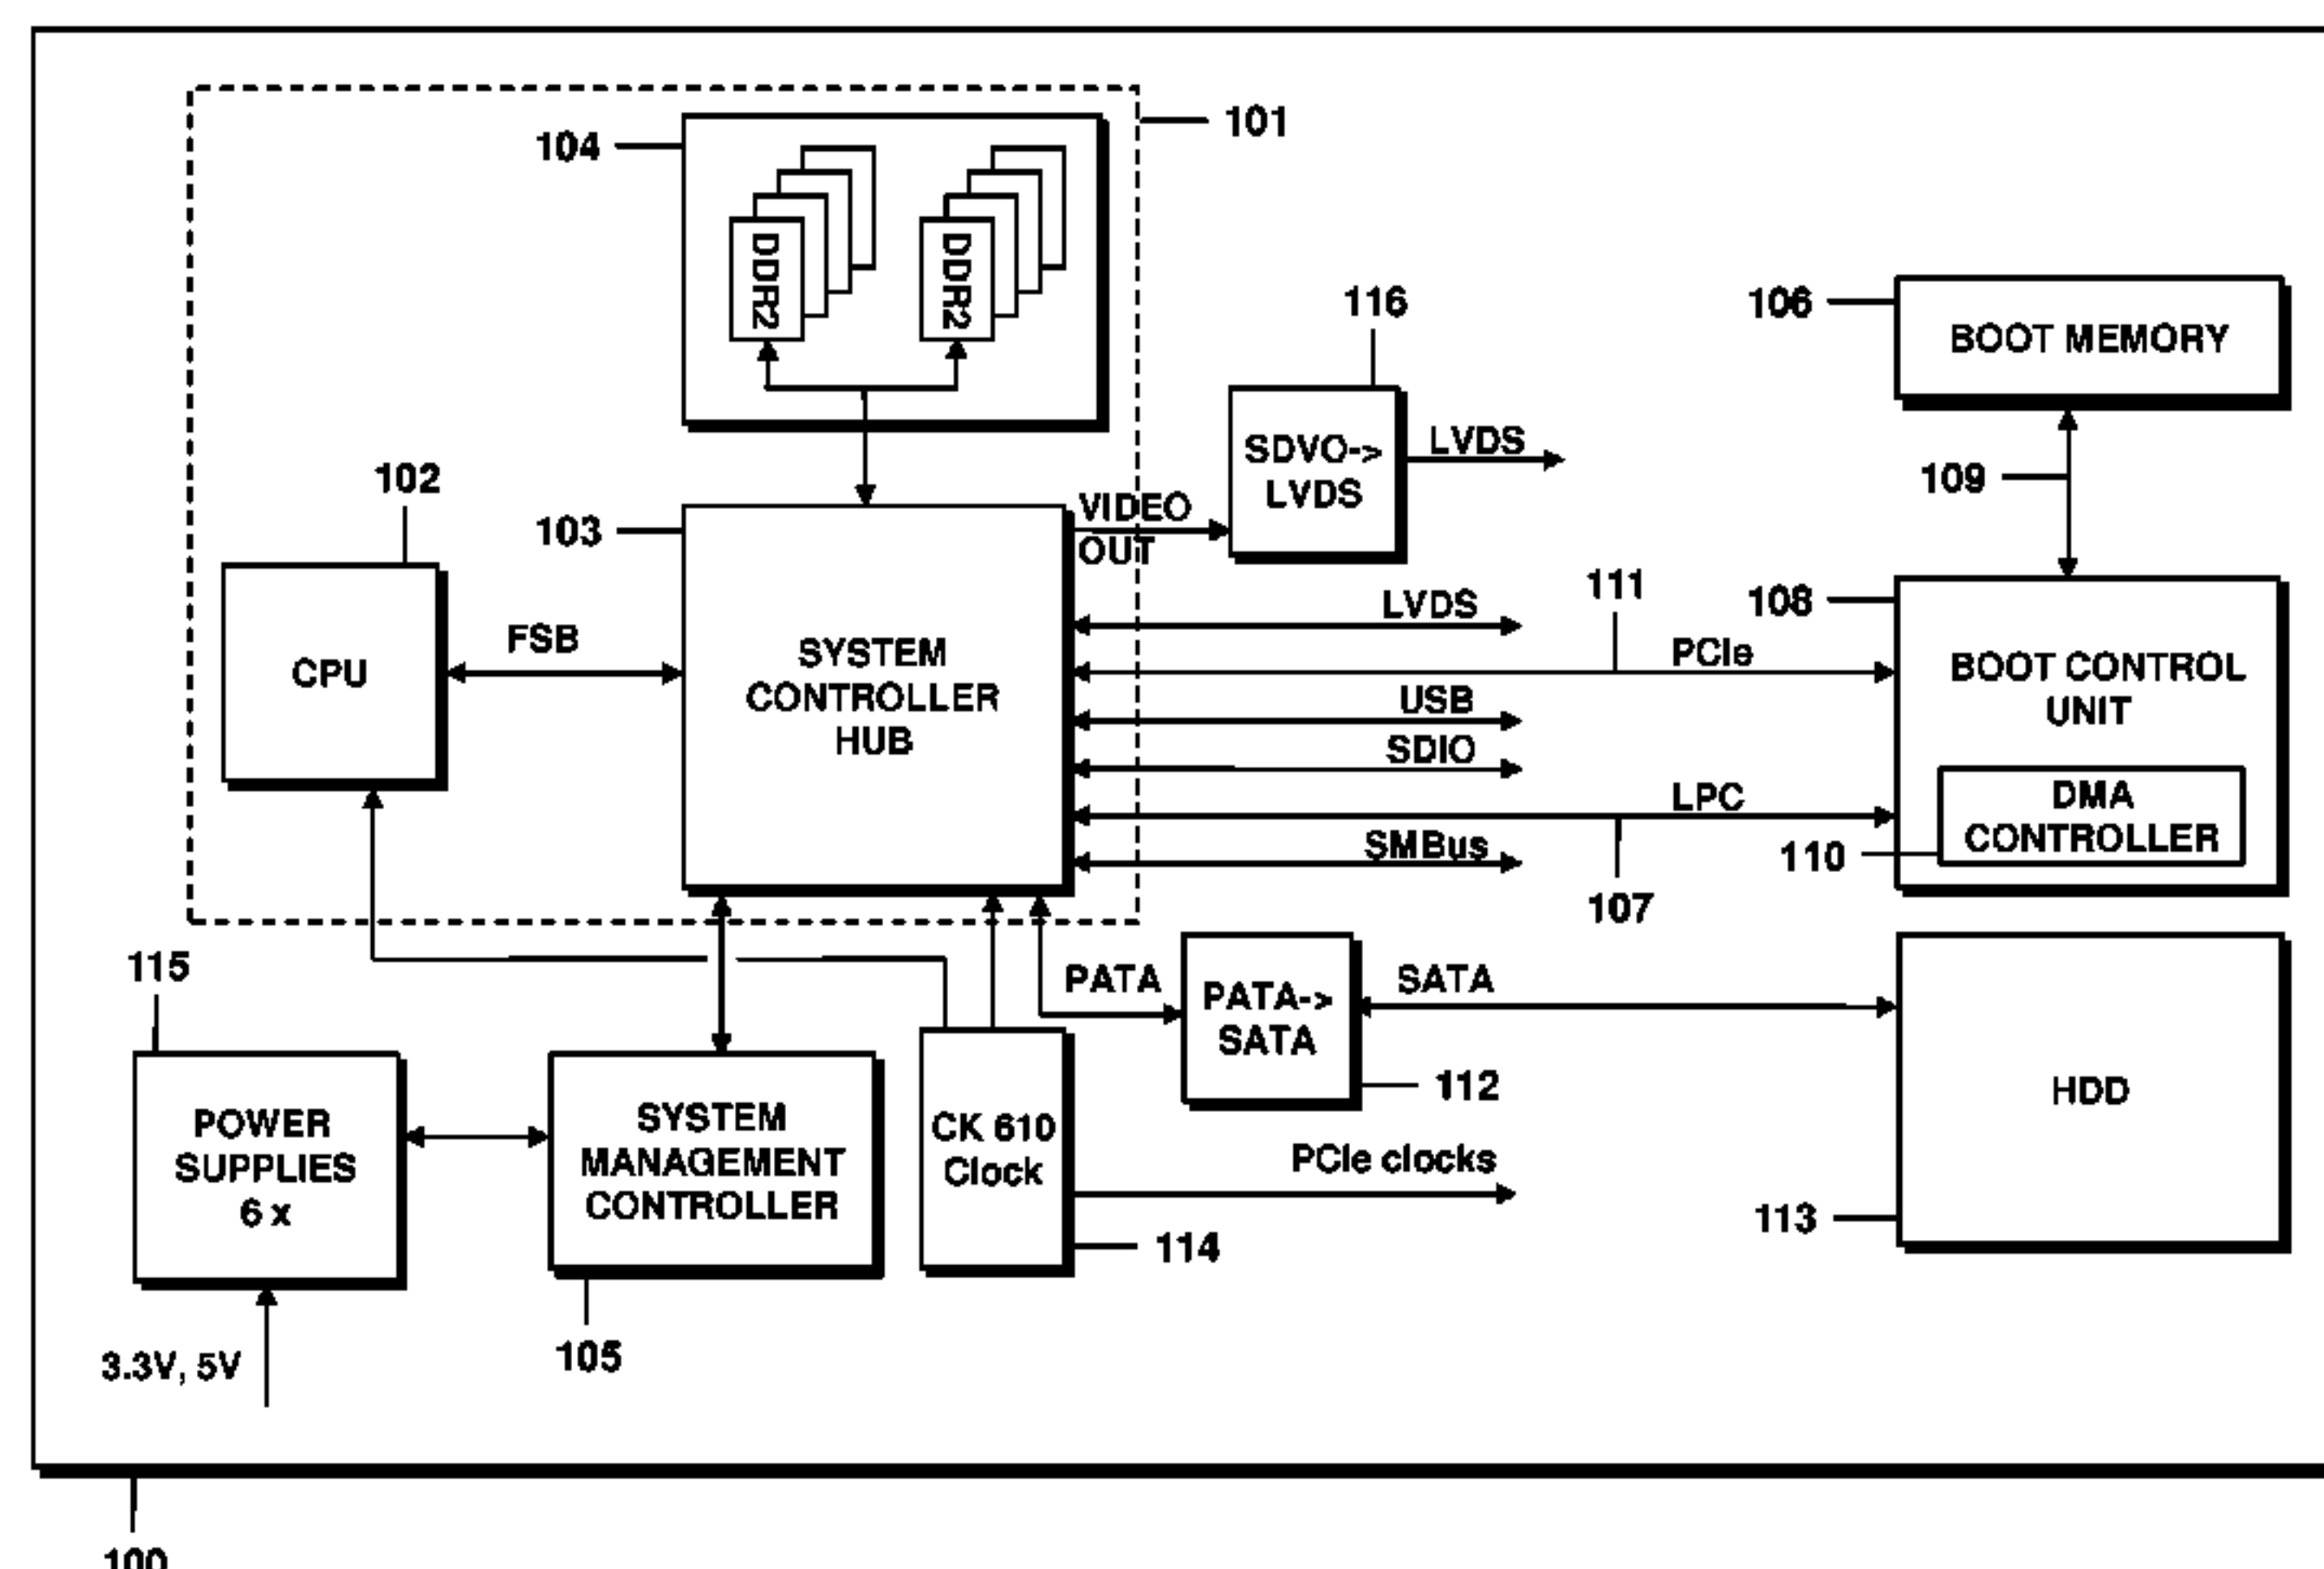 101
104
DDR2
DDR2
116
106
BOOT MEMORY
SDVO->
LVDS
LVDS
102
109
103
VIDEO
OUT
111
108
LVDS
FSB
PCIe
CPU
SYSTEM
CONTROLLER
HUB
BOOT CONTROL
UNIT
USB
SDIO
LPC
DMA
CONTROLLER
SMBus
110
107
115
PATA
PATA->
SATA
SATA
112
HDD
POWER
SUPPLIES
6 x
SYSTEM
MANAGEMENT
CONTROLLER
CK 610
Clock
PCIe clocks
113
114
105
3.3V, 5V
100